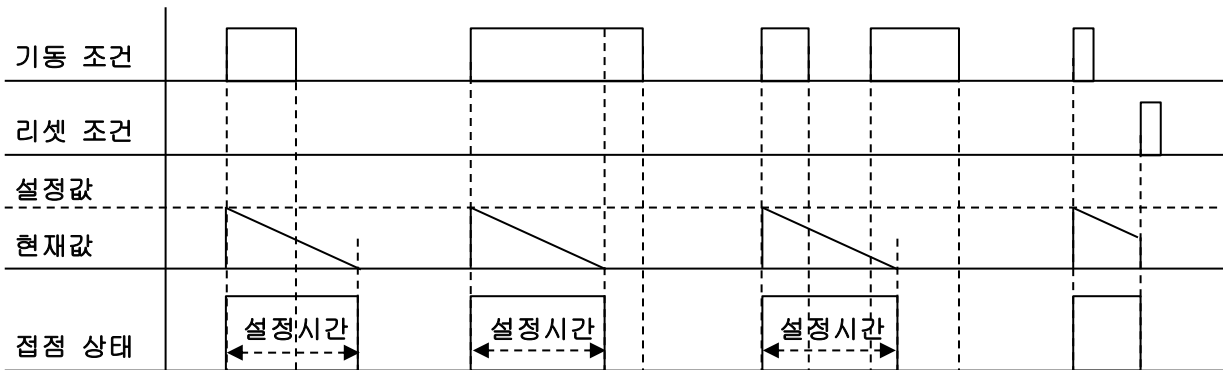 기동 조건
리셋 조건
설정값
현재값
접점 상태
설정시간
설정시간
설정시간